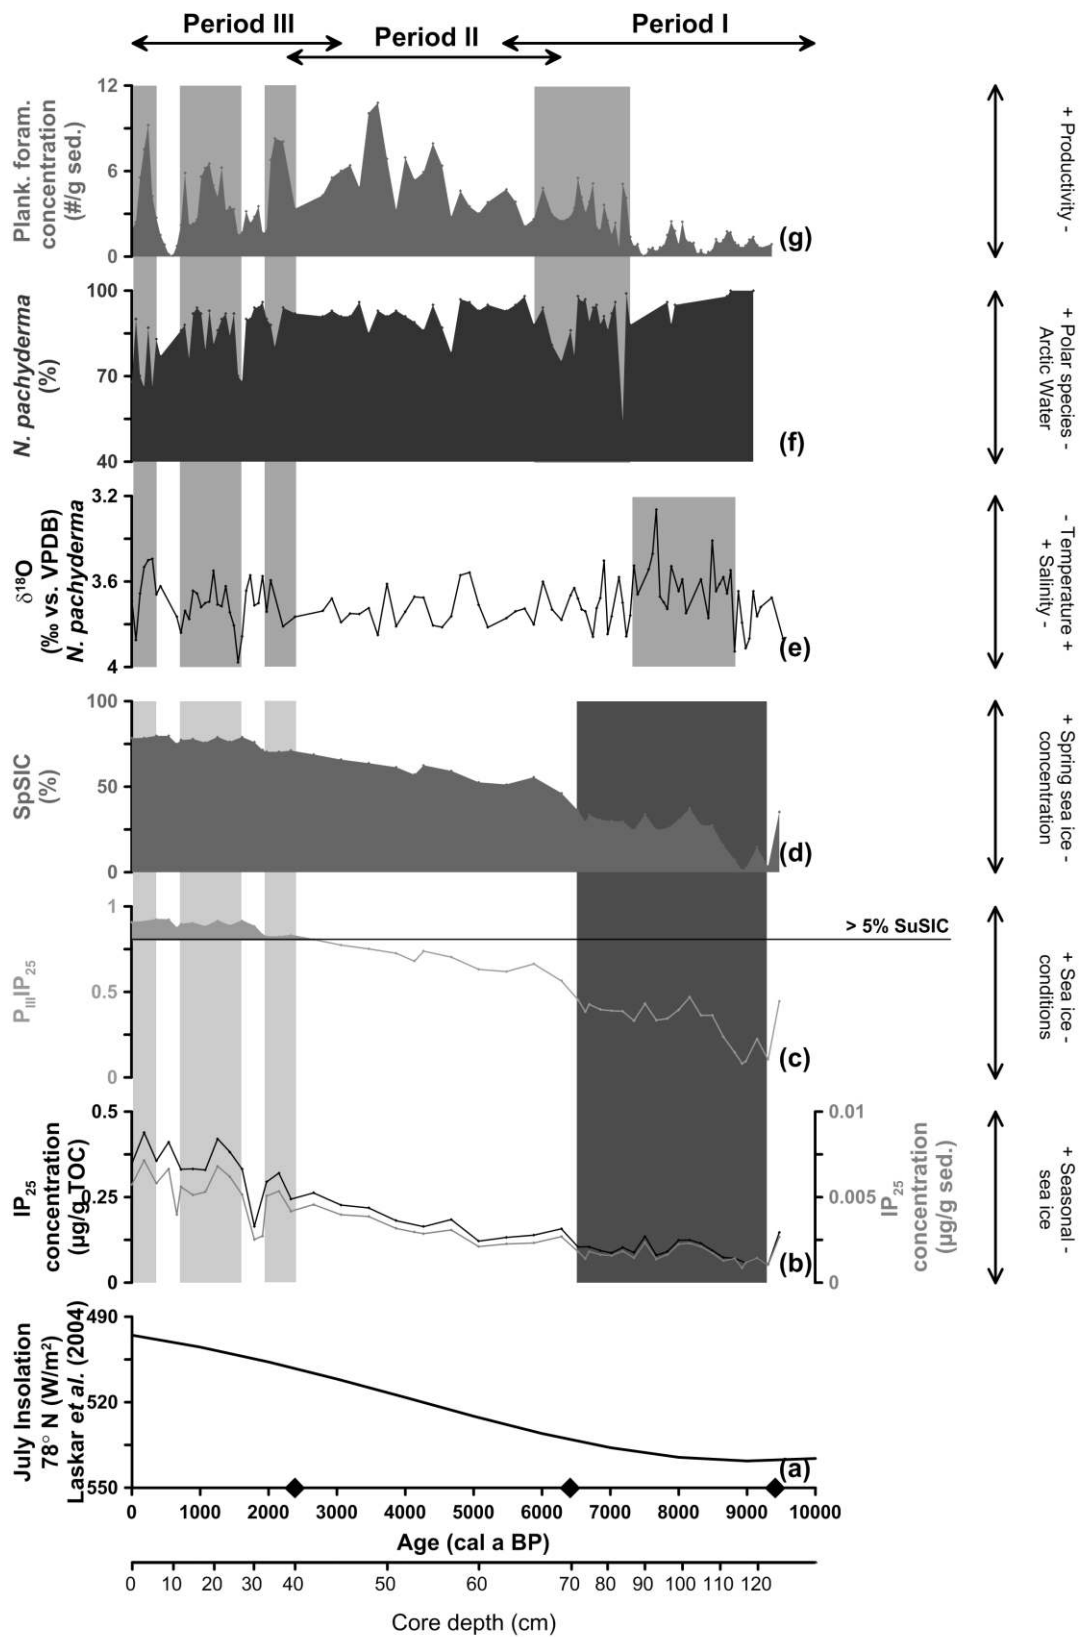 Period III
Period II
Period I
Plank. foram.
concentration
(#/g sed.)
12
6
0
(g)
+ Productivity -
N. pachyderma
(%)
100
70
40
(f)
+ Polar species -
Arctic Water
δ¹⁸O
(‰ vs. VPDB)
N. pachyderma
3.2
3.6
4
(e)
- Temperature +
+ Salinity -
SpSIC
(%)
100
50
0
(d)
+ Spring sea ice -
concentration
P_III IP₂₅
1
0.5
0
> 5% SuSIC
(c)
+ Sea ice -
conditions
IP₂₅
concentration
(µg/g TOC)
0.5
0.25
0
(b)
0.01
0.005
0
IP₂₅
concentration
(µg/g sed.)
+ Seasonal -
sea ice
July Insolation
78° N (W/m²)
Laskar et al. (2004)
490
520
550
(a)
0 1000 2000 3000 4000 5000 6000 7000 8000 9000 10000
Age (cal a BP)
0 10 20 30 40 50 60 70 80 90 100 110 120
Core depth (cm)